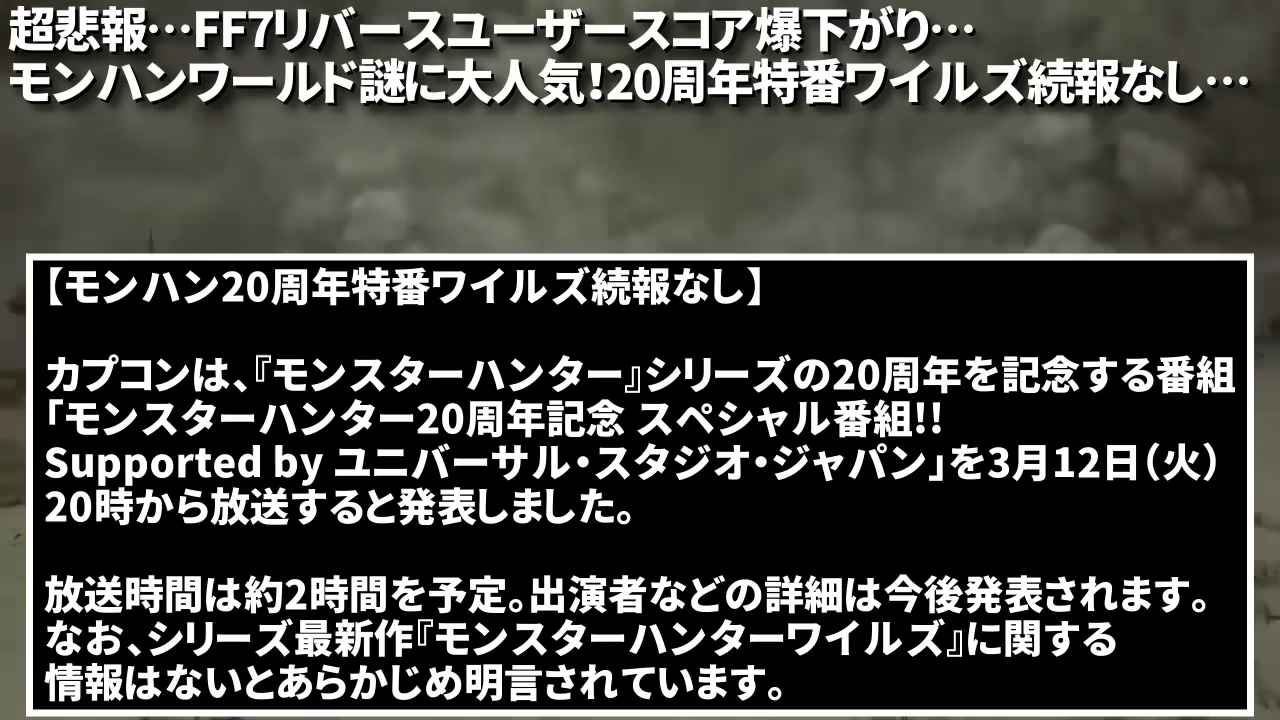 超悲報…FF7リバースユーザースコア爆下がり…
モンハンワールド謎に大人気!20周年特番ワイルズ続報なし…
【モンハン20周年特番ワイルズ続報なし】
カプコンは、『モンスターハンター』シリーズの20周年を記念する番組
「モンスターハンター20周年記念 スペシャル番組!!
Supported by ユニバーサル・スタジオ・ジャパン」を3月12日(火)
20時から放送すると発表しました。
放送時間は約2時間を予定。出演者などの詳細は今後発表されます。
なお、シリーズ最新作『モンスターハンターワイルズ』に関する
情報はないとあらかじめ明言されています。